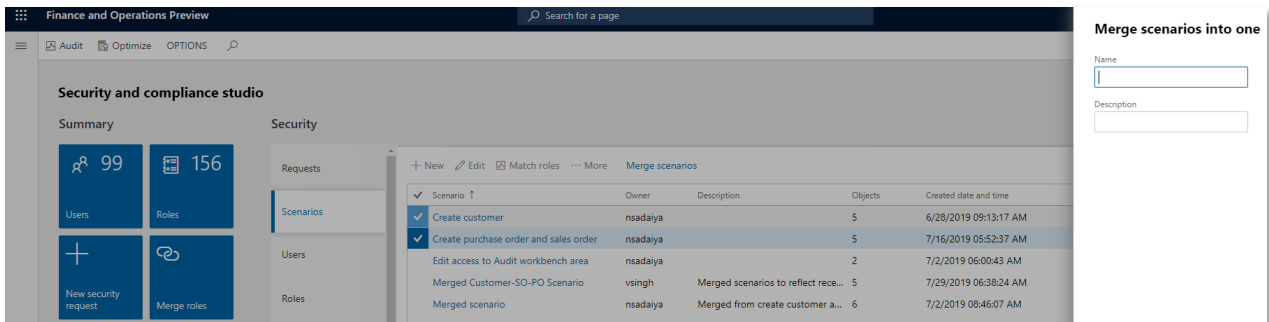 Finance and Operations Preview
Search for a page
Merge scenarios into one
Audit Optimize OPTIONS
Name
Description
Security and compliance studio
Summary
Security
99
Users
156
Roles
New security
request
Merge roles
Requests
Scenarios
Users
Roles
New Edit Match roles ... More Merge scenarios
Scenario ↑ Owner Description Objects Created date and time
Create customer nsadaiya 5 6/28/2019 09:13:17 AM
Create purchase order and sales order nsadaiya 5 7/16/2019 05:52:37 AM
Edit access to Audit workbench area nsadaiya 2 7/2/2019 06:00:43 AM
Merged Customer-SO-PO Scenario vsingh Merged scenarios to reflect rece... 5 7/29/2019 06:38:24 AM
Merged scenario nsadaiya Merged from create customer a... 6 7/2/2019 08:46:07 AM